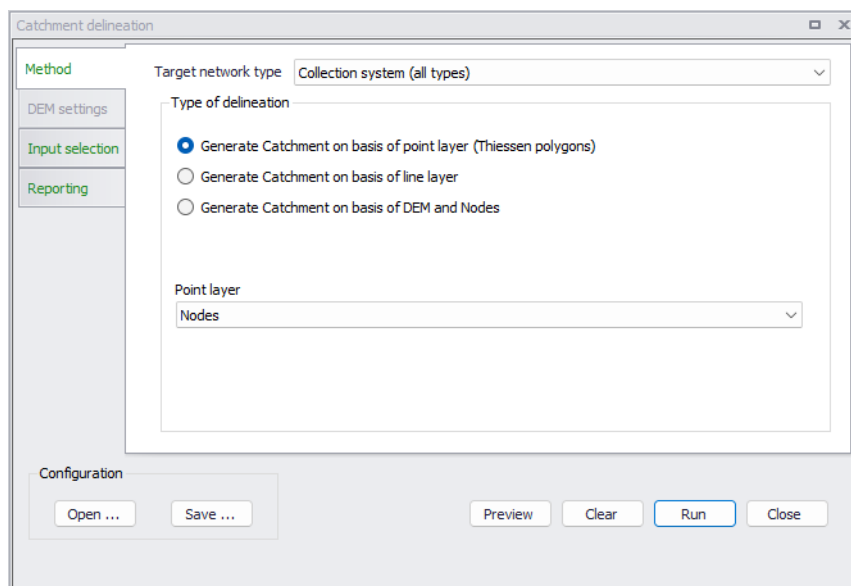 Catchment delineation
Method
DEM settings
Input selection
Reporting
Target network type
Collection system (all types)
Type of delineation
Generate Catchment on basis of point layer (Thiessen polygons)
Generate Catchment on basis of line layer
Generate Catchment on basis of DEM and Nodes
Point layer
Nodes
Configuration
Open ...
Save ...
Preview
Clear
Run
Close